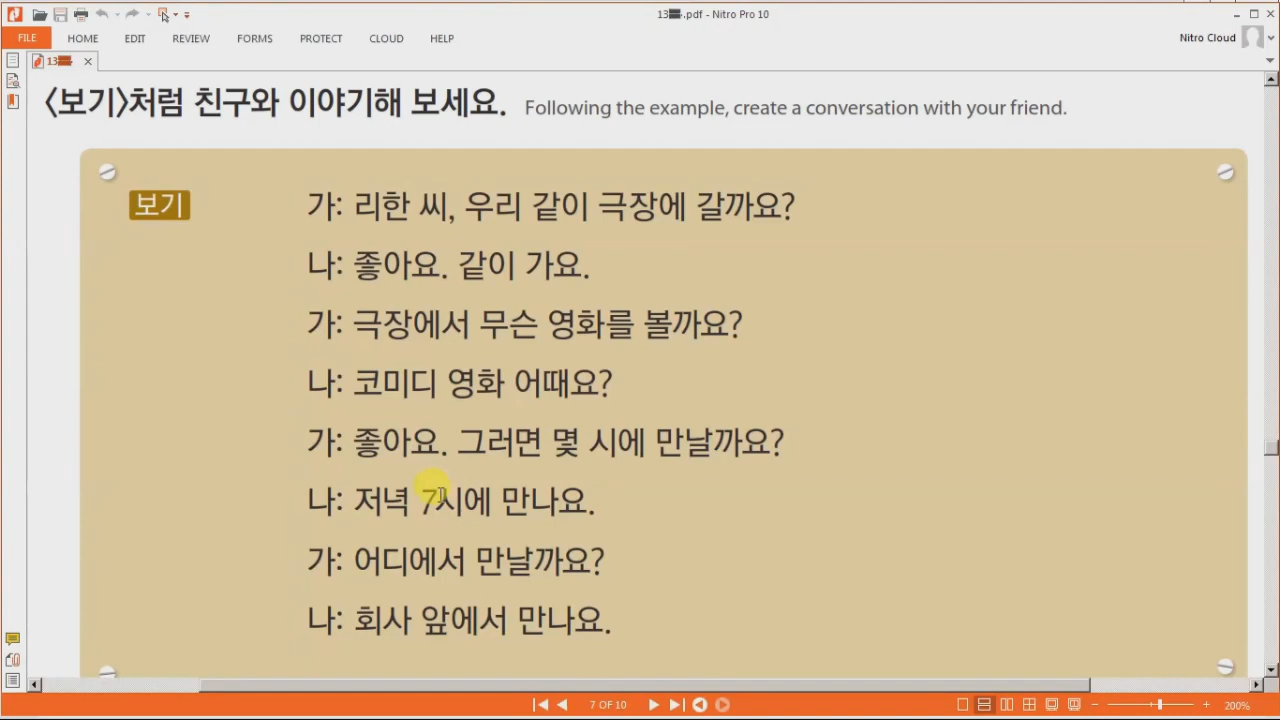 13.pdf - Nitro Pro 10
FILE HOME EDIT REVIEW FORMS PROTECT CLOUD HELP
Nitro Cloud
13
<보기>처럼 친구와 이야기해 보세요. Following the example, create a conversation with your friend.
보기
가: 리한 씨, 우리 같이 극장에 갈까요?
나: 좋아요. 같이 가요.
가: 극장에서 무슨 영화를 볼까요?
나: 코미디 영화 어때요?
가: 좋아요. 그러면 몇 시에 만날까요?
나: 저녁 7시에 만나요.
가: 어디에서 만날까요?
나: 회사 앞에서 만나요.
7 OF 10
200%